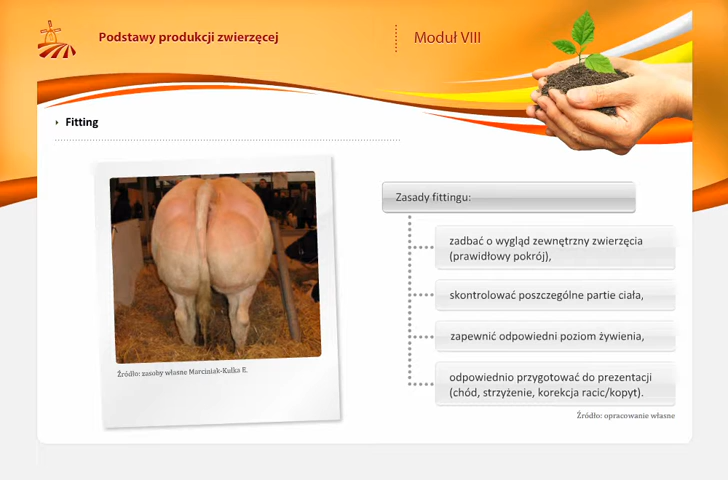 Podstawy produkcji zwierzęcej
Moduł VIII
Fitting
Zasady fittingu:
zadbać o wygląd zewnętrzny zwierzęcia
(prawidłowy pokrój),
skontrolować poszczególne partie ciała,
zapewnić odpowiedni poziom żywienia,
odpowiednio przygotować do prezentacji
(chód, strzyżenie, korekcja racic/kopyt).
Źródło: zasoby własne Marciniak-Kulka E.
Źródło: opracowanie własne